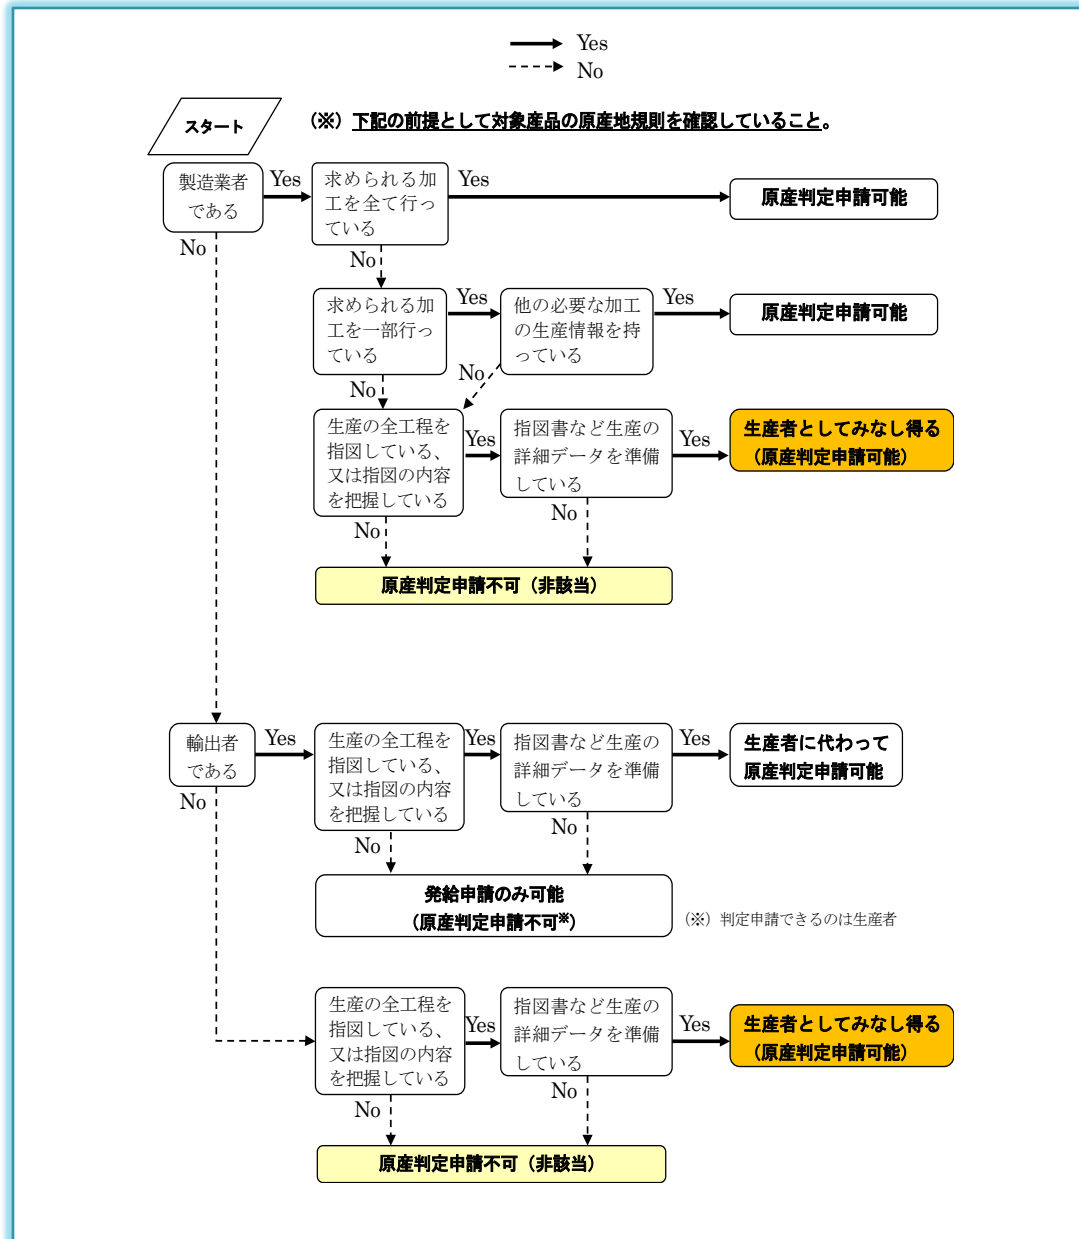 Yes
No
スタート
(※) 下記の前提として対象産品の原産地規則を確認していること。
製造業者
である
Yes
求められる加
工を全て行っ
ている
Yes
原産判定申請可能
No
No
求められる加
工を一部行っ
ている
Yes
他の必要な加工
の生産情報を持
っている
Yes
原産判定申請可能
No
No
生産の全工程を
指図している、
又は指図の内容
を把握している
Yes
指図書など生産の
詳細データを準備
している
Yes
生産者としてみなし得る
(原産判定申請可能)
No
No
原産判定申請不可(非該当)
輸出者
である
Yes
生産の全工程を
指図している、
又は指図の内容
を把握している
Yes
指図書など生産の
詳細データを準備
している
Yes
生産者に代わって
原産判定申請可能
No
No
No
発給申請のみ可能
(原産判定申請不可※)
(※) 判定申請できるのは生産者
生産の全工程を
指図している、
又は指図の内容
を把握している
Yes
指図書など生産の
詳細データを準備
している
Yes
生産者としてみなし得る
(原産判定申請可能)
No
No
原産判定申請不可(非該当)